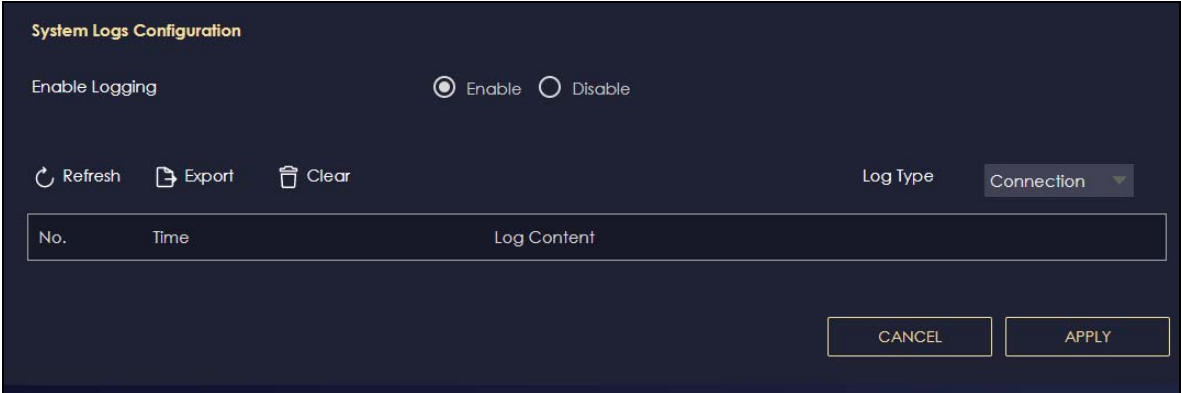 System Logs Configuration
Enable Logging Enable Disable
Refresh Export Clear Log Type Connection
No. Time Log Content
CANCEL APPLY